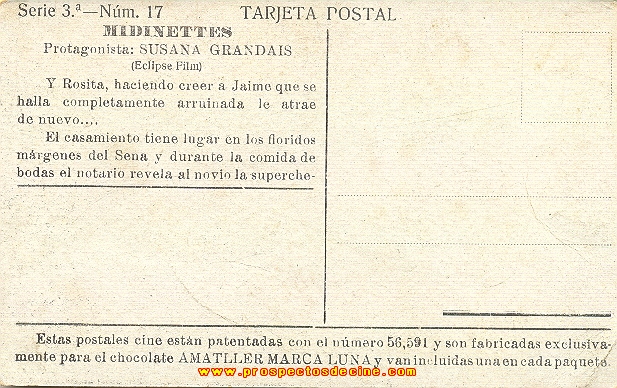 Serie 3.ª—Núm. 17 TARJETA POSTAL
MIDINETTES
Protagonista: SUSANA GRANDAIS
(Eclipse Film)
Y Rosita, haciendo creer á Jaime que se
halla completamente arruinada le atrae
de nuevo....
El casamiento tiene lugar en los floridos
márgenes del Sena y durante la comida de
bodas el notario revela al novio la superche-
Estas postales cine están patentadas con el número 56,591 y son fabricadas exclusiva-
mente para el chocolate AMATLLER MARCA LUNA y van incluidas una en cada paquete.
www.prospectosdecine.com